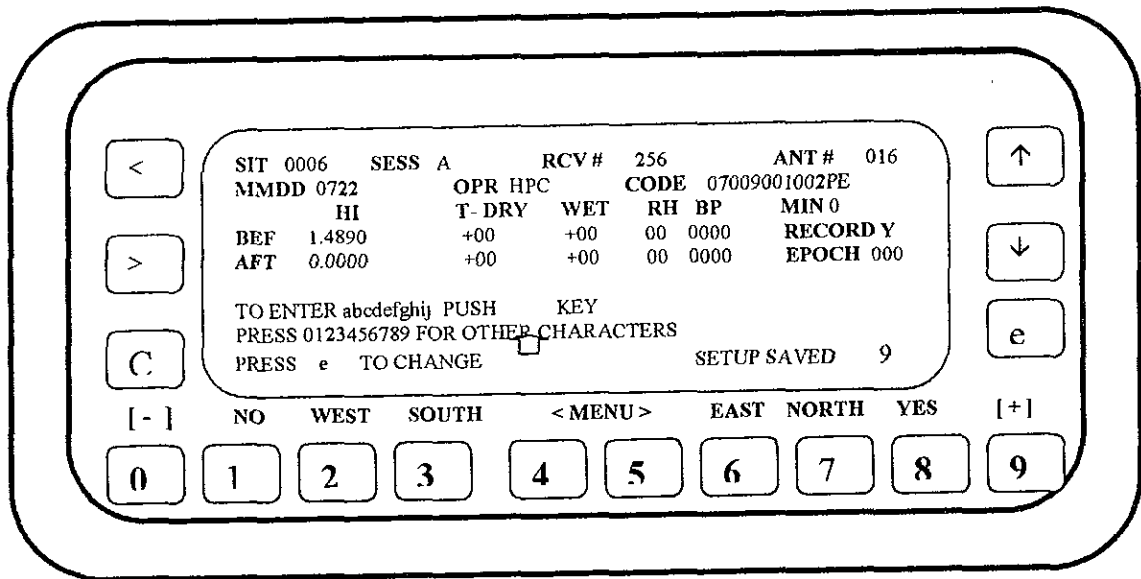 < ↑
SIT 0006 SESS A RCV # 256 ANT # 016
MMDD 0722 OPR HPC CODE 07009001002PE
HI T- DRY WET RH BP MIN 0
BEF 1.4890 +00 +00 00 0000 RECORD Y
AFT 0.0000 +00 +00 00 0000 EPOCH 000
> ↓
TO ENTER abcdefghij PUSH KEY
PRESS 0123456789 FOR OTHER CHARACTERS
PRESS e TO CHANGE SETUP SAVED 9
C e
[ - ] NO WEST SOUTH < MENU > EAST NORTH YES [ + ]
0 1 2 3 4 5 6 7 8 9